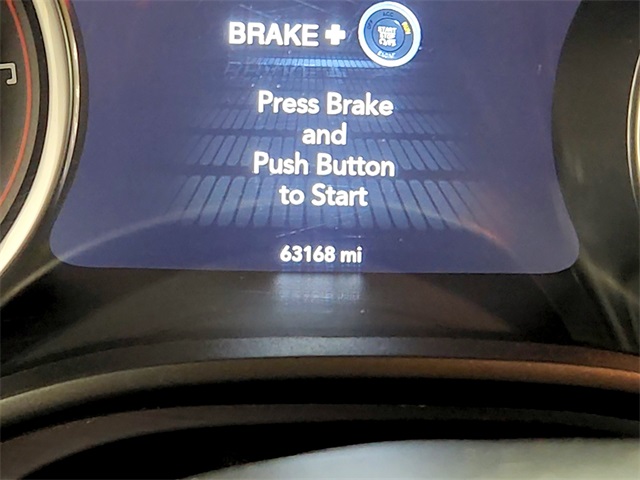 BRAKE +
Press Brake
and
Push Button
to Start
63168 mi